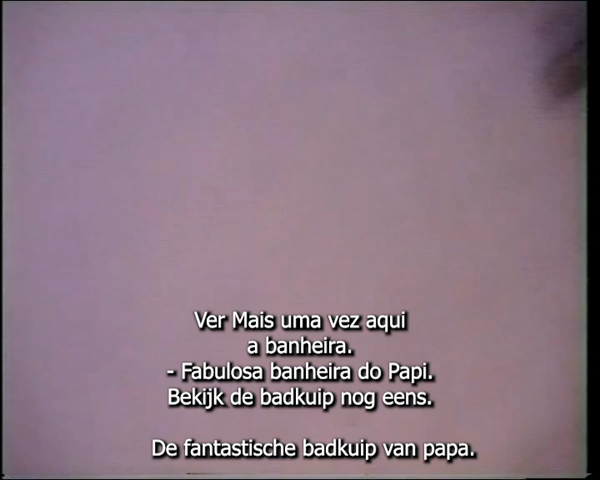 Ver Mais uma vez aqui
a banheira.
- Fabulosa banheira do Papi.
Bekijk de badkuip nog eens.
De fantastische badkuip van papa.